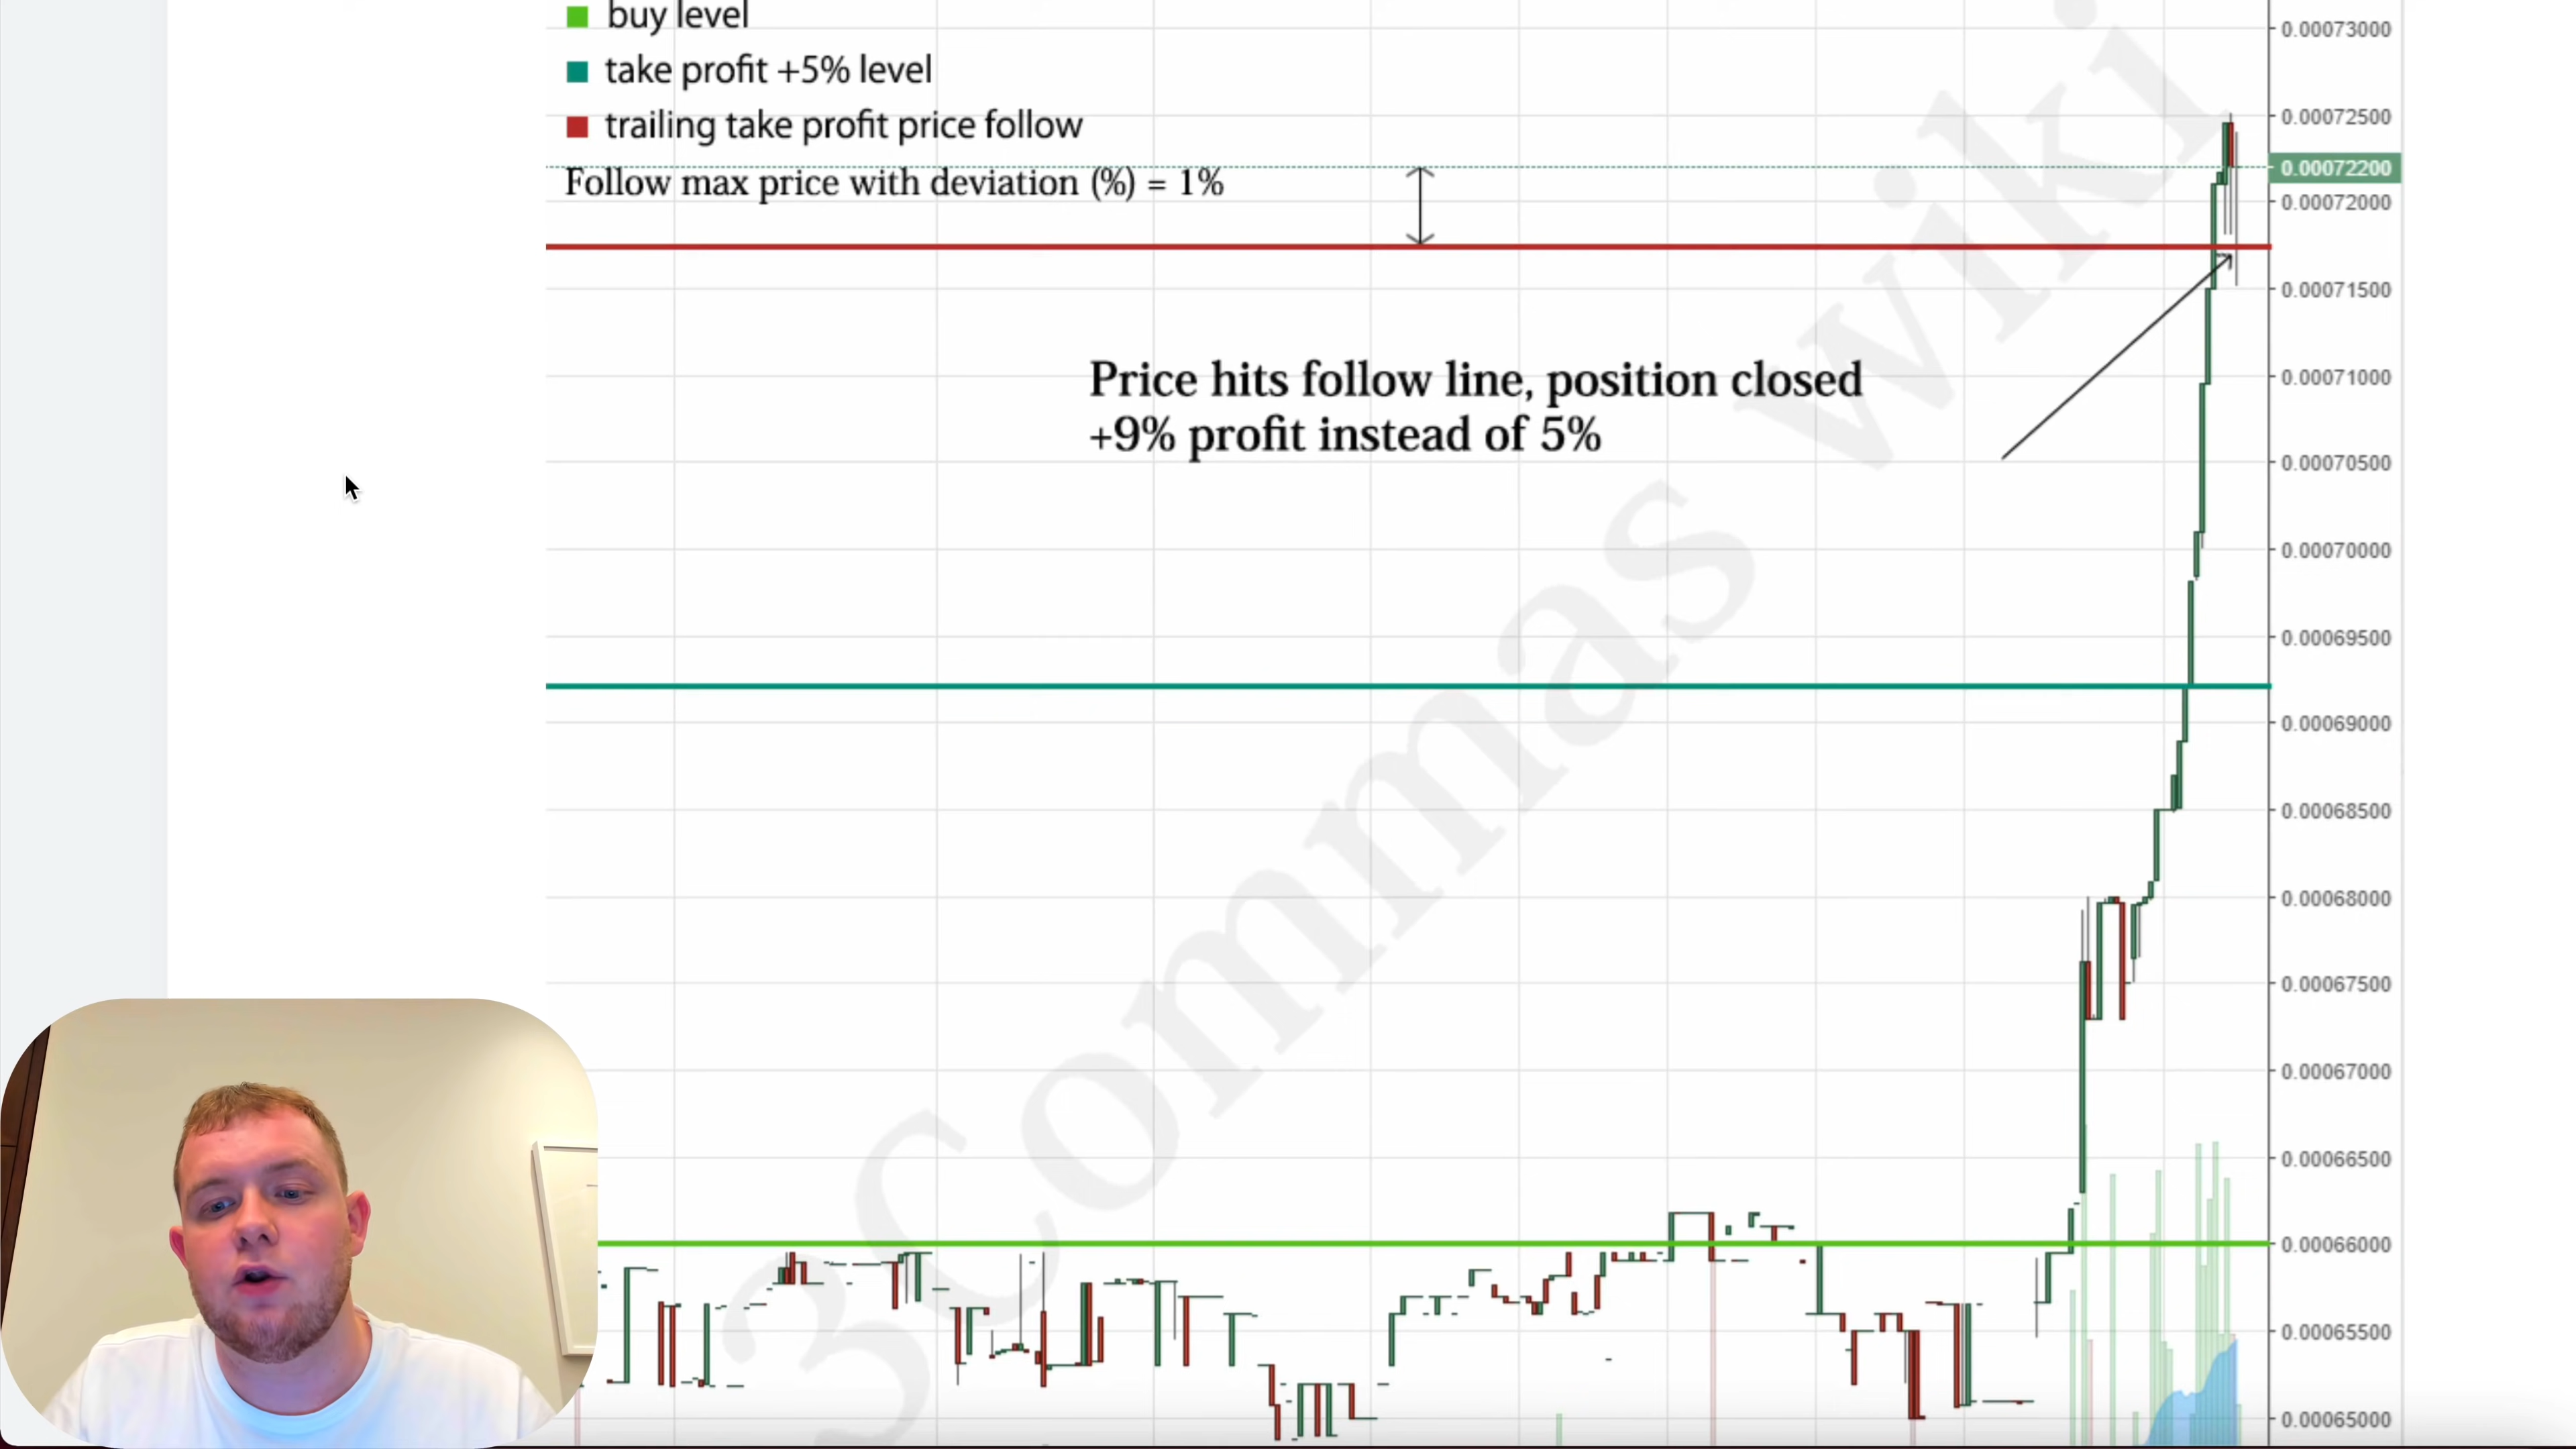 buy level
take profit +5% level
trailing take profit price follow
Follow max price with deviation (%) = 1%
Price hits follow line, position closed
+9% profit instead of 5%
3Commas wiki
0.00073000
0.00072500
0.00072200
0.00072000
0.00071500
0.00071000
0.00070500
0.00070000
0.00069500
0.00069000
0.00068500
0.00068000
0.00067500
0.00067000
0.00066500
0.00066000
0.00065500
0.00065000